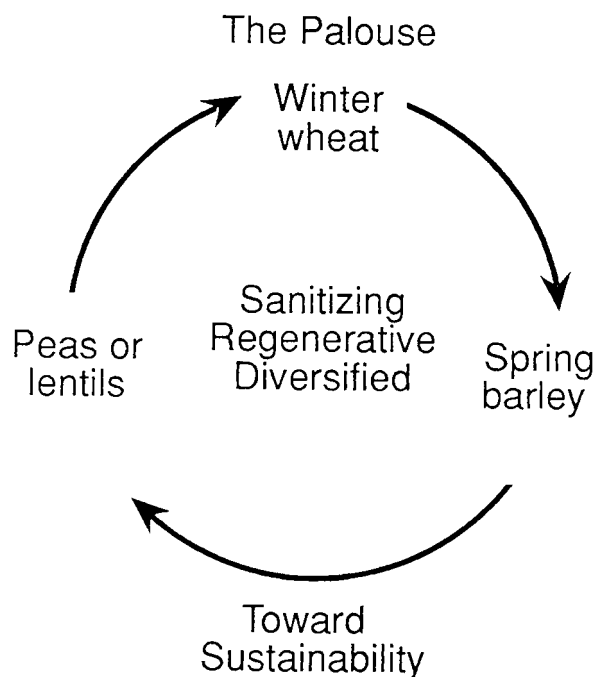 The Palouse
Winter
wheat
Sanitizing
Regenerative
Diversified
Peas or
lentils
Spring
barley
Toward
Sustainability